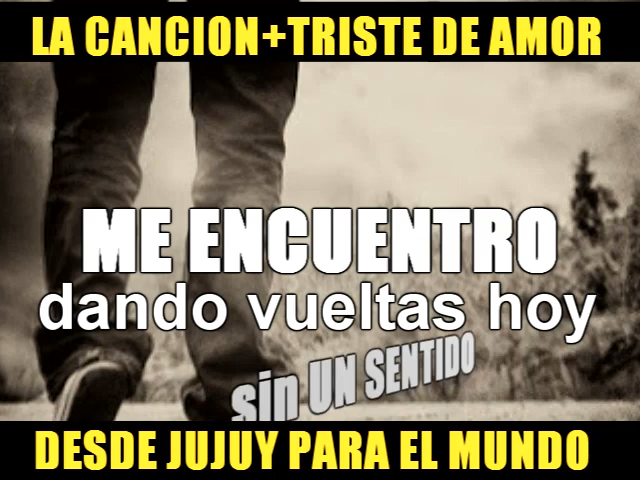 LA CANCION+TRISTE DE AMOR
ME ENCUENTRO
dando vueltas hoy
sin UN SENTIDO
DESDE JUJUY PARA EL MUNDO